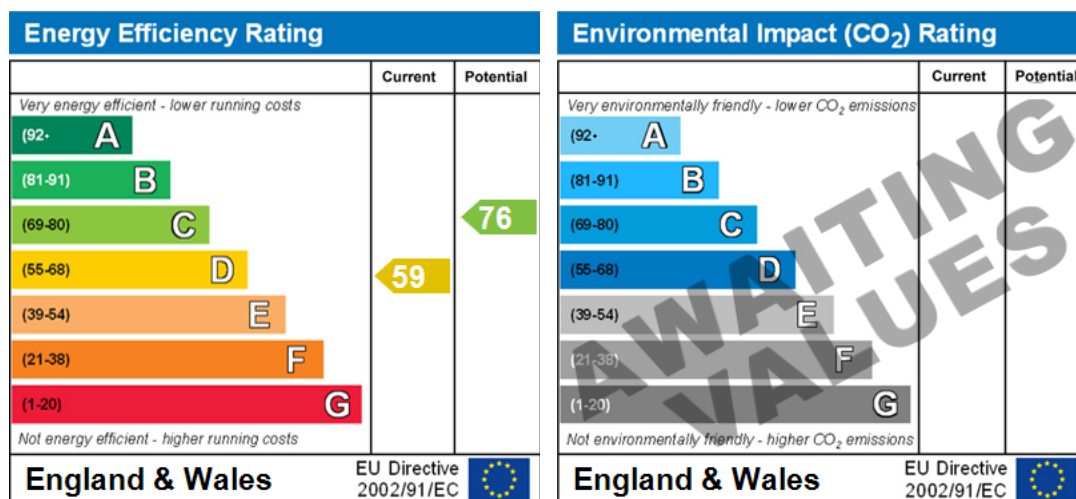 Energy Efficiency Rating
Current Potential
Very energy efficient - lower running costs
(92+ A
(81-91) B
(69-80) C
76
(55-68) D
59
(39-54) E
(21-38) F
(1-20) G
Not energy efficient - higher running costs
England & Wales
EU Directive
2002/91/EC
Environmental Impact (CO₂) Rating
Current Potential
Very environmentally friendly - lower CO₂ emissions
(92+ A
(81-91) B
(69-80) C
(55-68) D
(39-54) E
(21-38) F
(1-20) G
AWAITING
VALUES
Not environmentally friendly - higher CO₂ emissions
England & Wales
EU Directive
2002/91/EC